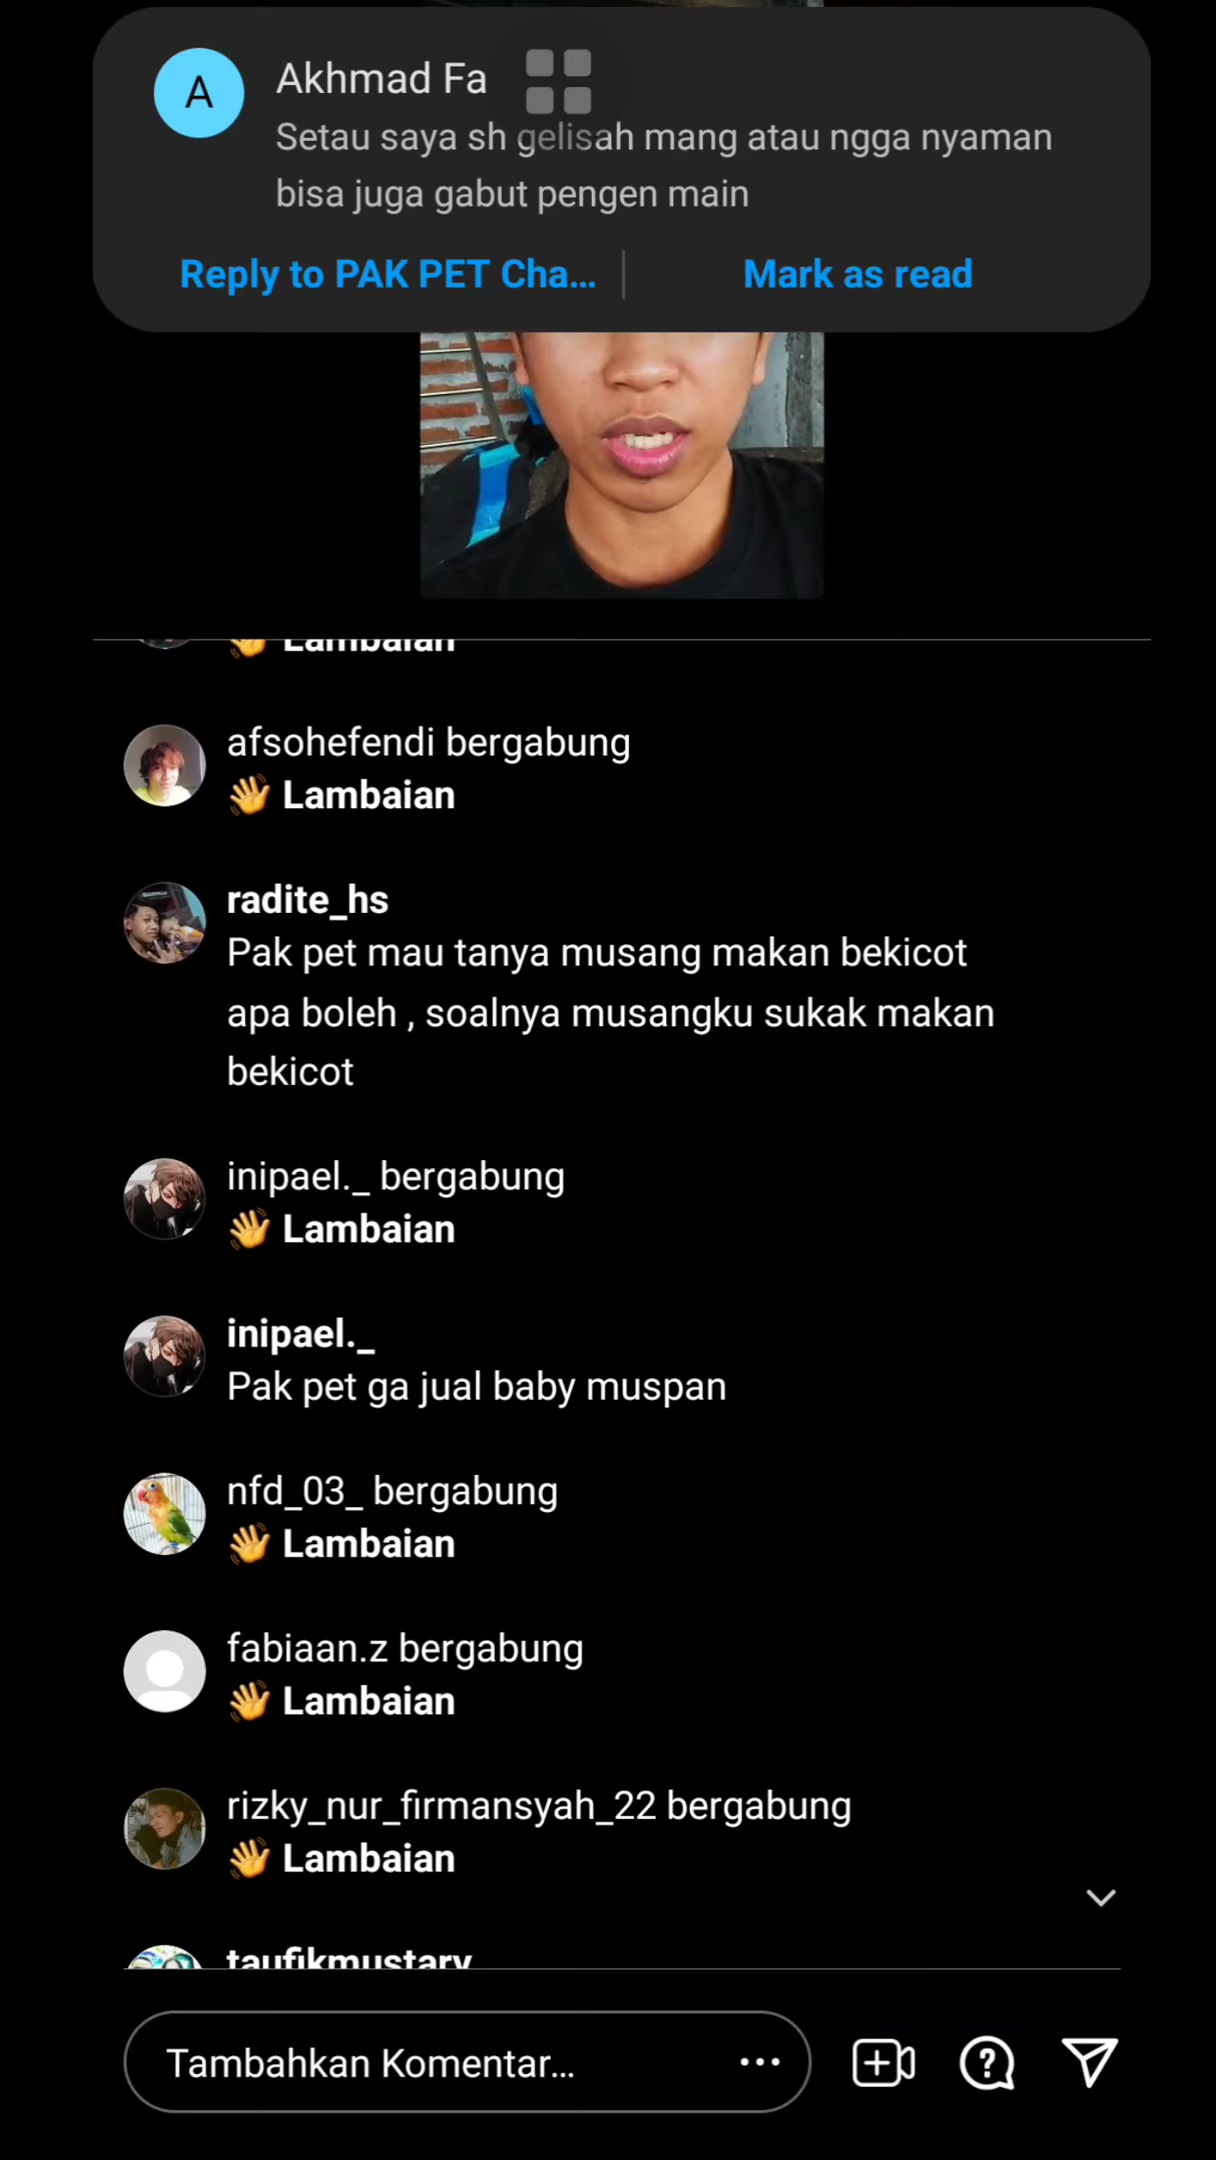 A
Akhmad Fa
Setau saya sh gelisah mang atau ngga nyaman
bisa juga gabut pengen main
Reply to PAK PET Cha...
Mark as read
👋 Lambaian
afsohefendi bergabung
👋 Lambaian
radite_hs
Pak pet mau tanya musang makan bekicot
apa boleh , soalnya musangku sukak makan
bekicot
inipael._ bergabung
👋 Lambaian
inipael._
Pak pet ga jual baby muspan
nfd_03_ bergabung
👋 Lambaian
fabiaan.z bergabung
👋 Lambaian
rizky_nur_firmansyah_22 bergabung
👋 Lambaian
taufikmustary
Tambahkan Komentar...